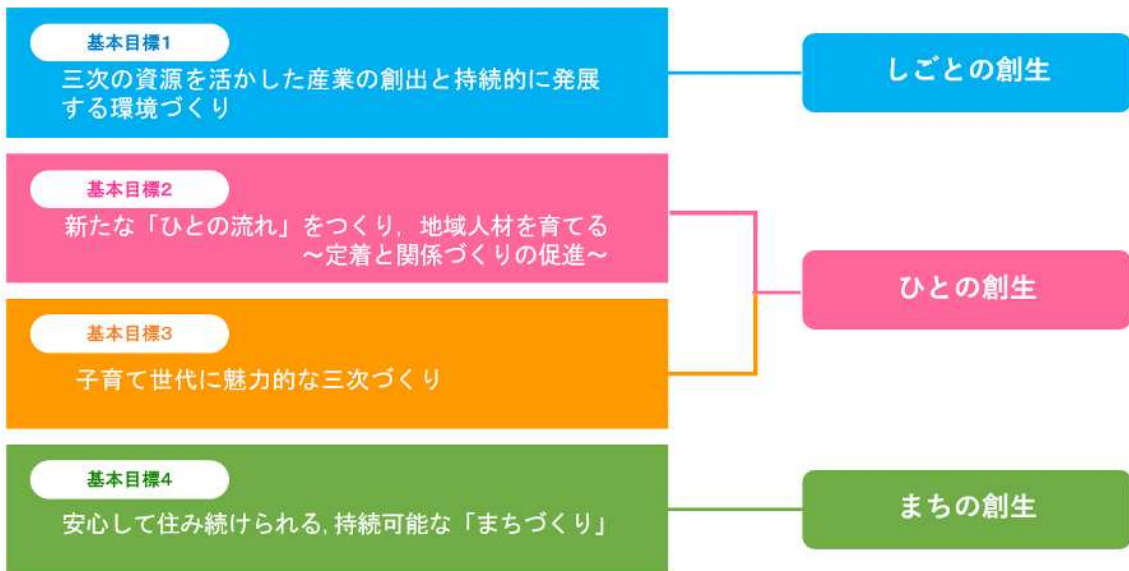 基本目標1
三次の資源を活かした産業の創出と持続的に発展
する環境づくり
しごとの創生
基本目標2
新たな「ひとの流れ」をつくり，地域人材を育てる
～定着と関係づくりの促進～
ひとの創生
基本目標3
子育て世代に魅力的な三次づくり
基本目標4
安心して住み続けられる,持続可能な「まちづくり」
まちの創生